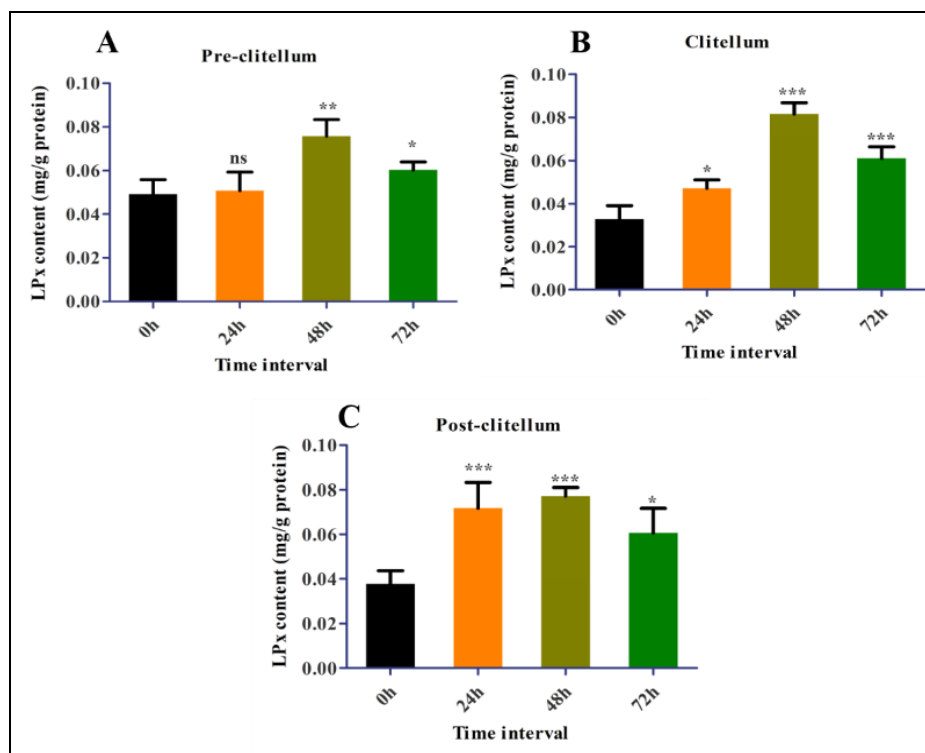 A
Pre-clitellum
LPx content (mg/g protein)
0.10
0.08
0.06
0.04
0.02
0.00
ns
**
*
0h
24h
48h
72h
Time interval
B
Clitellum
LPx content (mg/g protein)
0.10
0.08
0.06
0.04
0.02
0.00
*
***
***
0h
24h
48h
72h
Time interval
C
Post-clitellum
LPx content (mg/g protein)
0.10
0.08
0.06
0.04
0.02
0.00
***
***
*
0h
24h
48h
72h
Time interval